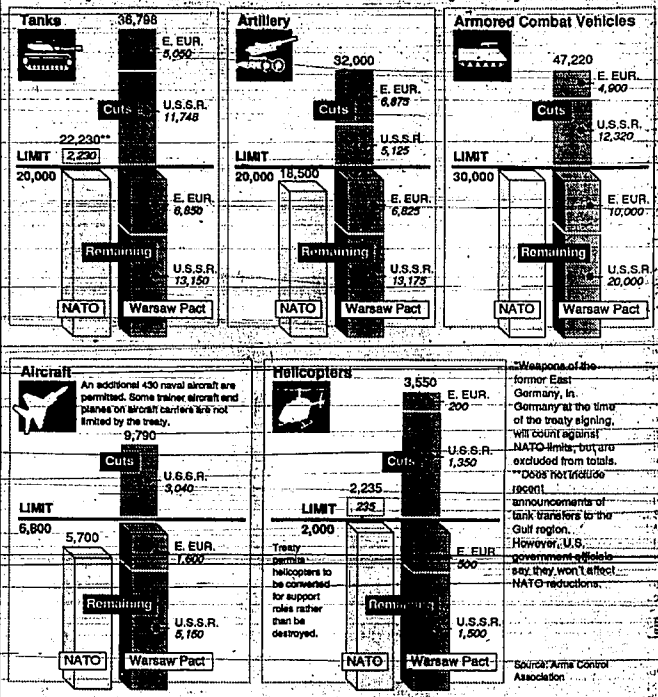 Tanks
36,798
E. EUR.
5,050
Cuts
U.S.S.R.
11,748
22,230**
2,230
LIMIT
20,000
E. EUR.
6,850
Remaining
U.S.S.R.
13,150
NATO
Warsaw Pact
Artillery
32,000
E. EUR.
6,875
Cuts
U.S.S.R.
5,125
LIMIT
20,000
18,500
E. EUR.
6,825
Remaining
U.S.S.R.
13,175
NATO
Warsaw Pact
Armored Combat Vehicles
47,220
E. EUR.
4,900
Cuts
U.S.S.R.
12,320
LIMIT
30,000
E. EUR.
10,000
Remaining
U.S.S.R.
20,000
NATO
Warsaw Pact
Aircraft
An additional 430 naval aircraft are
permitted. Some trainer aircraft and
planes on aircraft carriers are not
limited by the treaty.
9,790
Cuts
U.S.S.R.
3,040
LIMIT
6,800
5,700
E. EUR.
1,600
Remaining
U.S.S.R.
5,150
NATO
Warsaw Pact
Helicopters
3,550
E. EUR.
200
Cuts
U.S.S.R.
1,350
2,235
235
LIMIT
2,000
Treaty
permits
helicopters to
be converted
for support
roles rather
than be
destroyed.
E. EUR
500
Remaining
U.S.S.R.
1,500
NATO
Warsaw Pact
*Weapons of the
former East
Germany, in
Germany at the time
of the treaty signing,
will count against
NATO limits, but are
excluded from totals.
**Does not include
recent
announcements of
tank transfers to the
Gulf region.
However, U.S.
government officials
say they won't affect
NATO reductions.
Source: Arms Control
Association